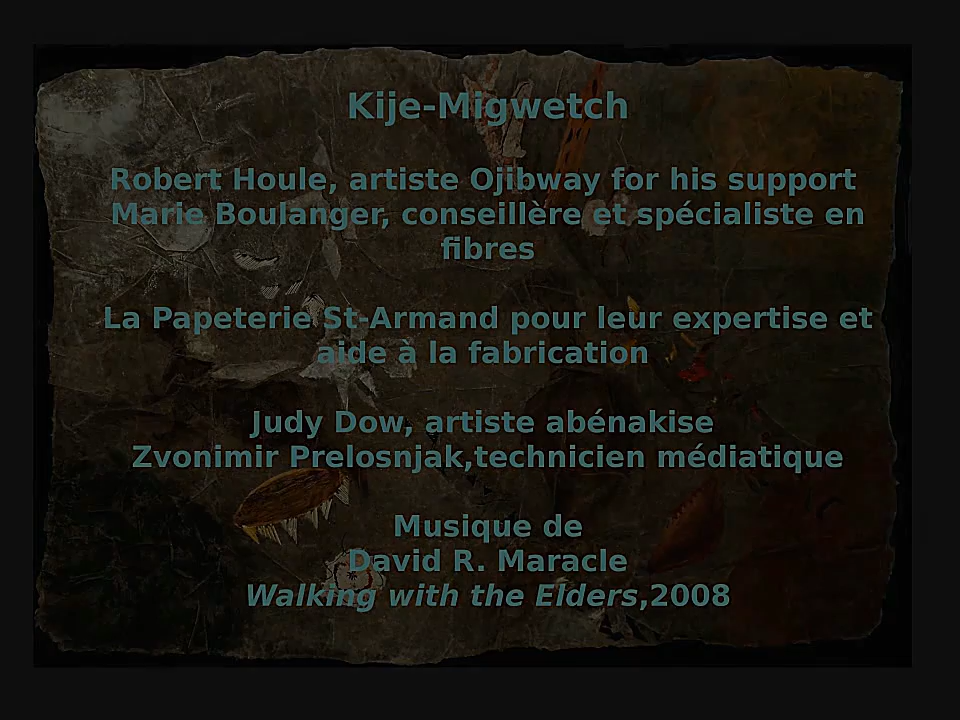 Kije-Migwetch
Robert Houle, artiste Ojibway for his support
Marie Boulanger, conseillère et spécialiste en
fibres
La Papeterie St-Armand pour leur expertise et
aide à la fabrication
Judy Dow, artiste abénakise
Zvonimir Prelosnjak,technicien médiatique
Musique de
David R. Maracle
Walking with the Elders,2008